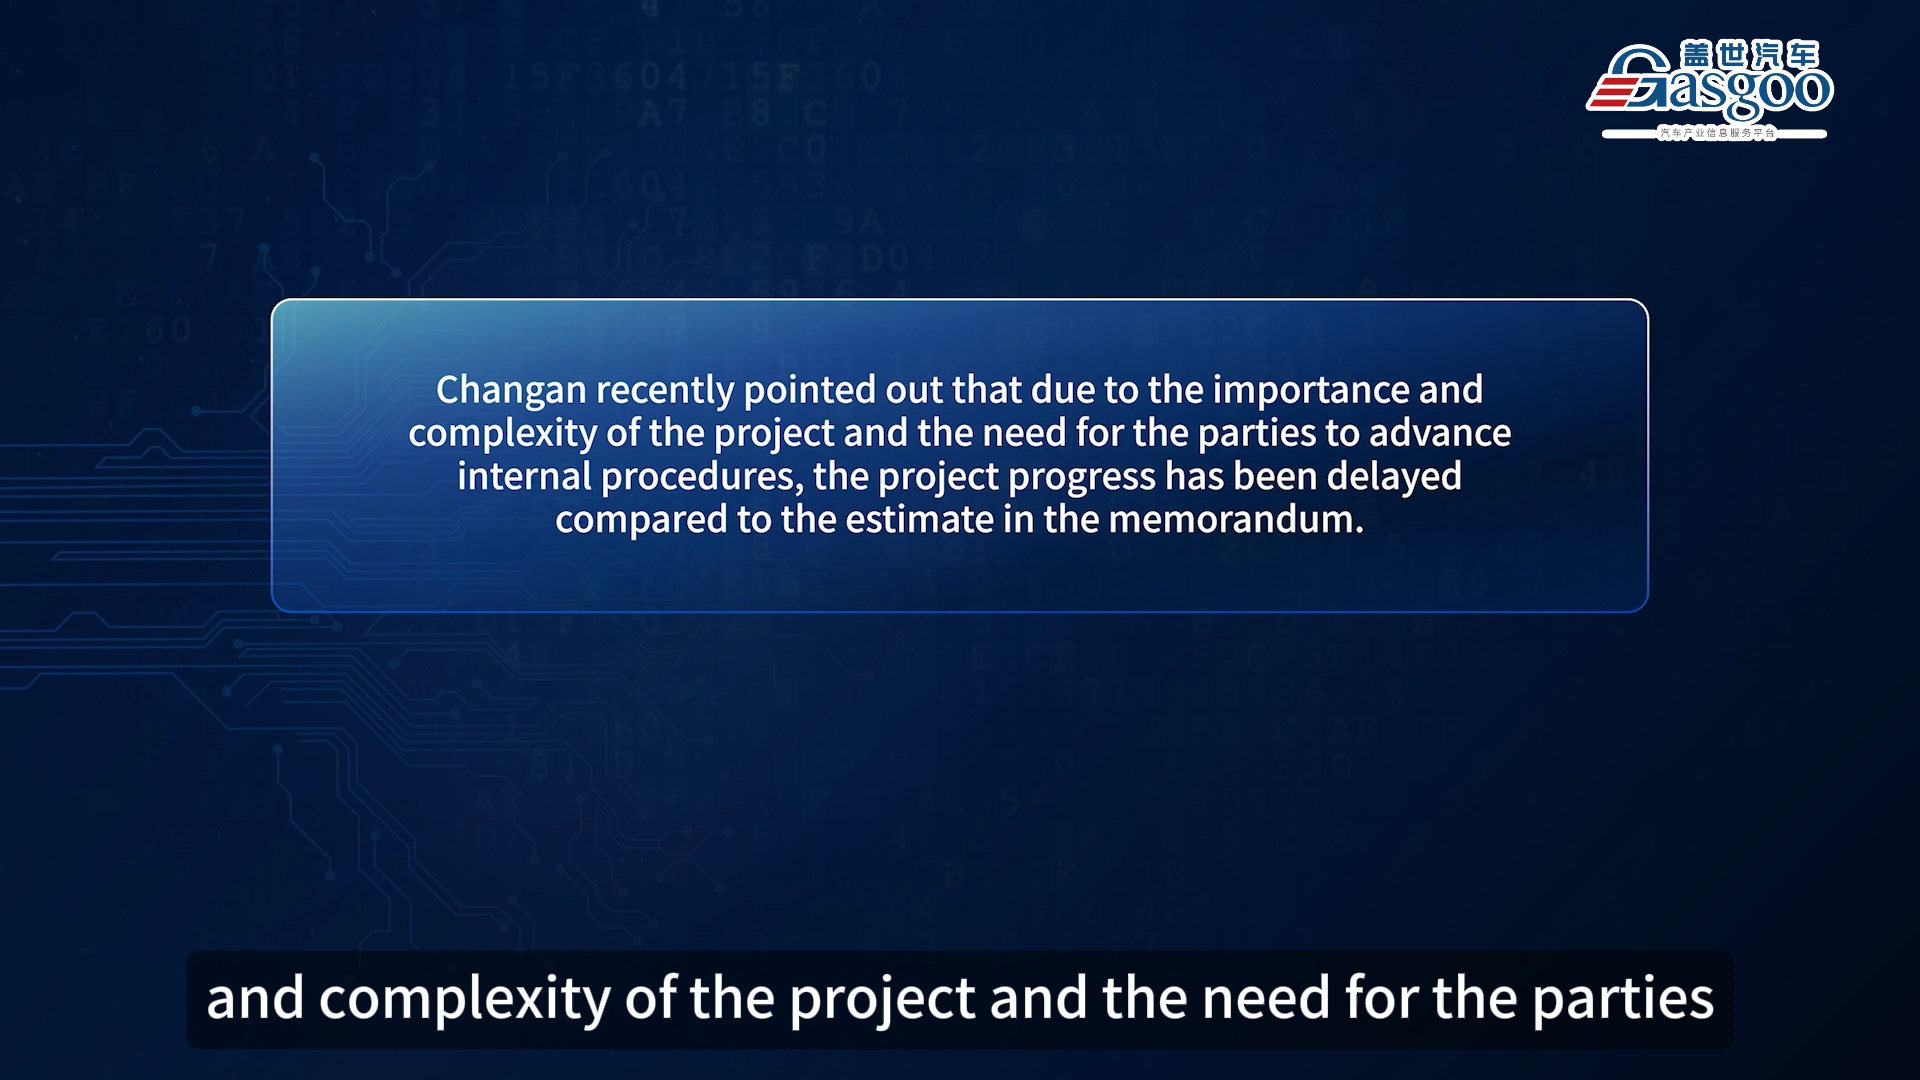 盖世汽车
Gasgoo
汽车产业信息服务平台
Changan recently pointed out that due to the importance and
complexity of the project and the need for the parties to advance
internal procedures, the project progress has been delayed
compared to the estimate in the memorandum.
and complexity of the project and the need for the parties